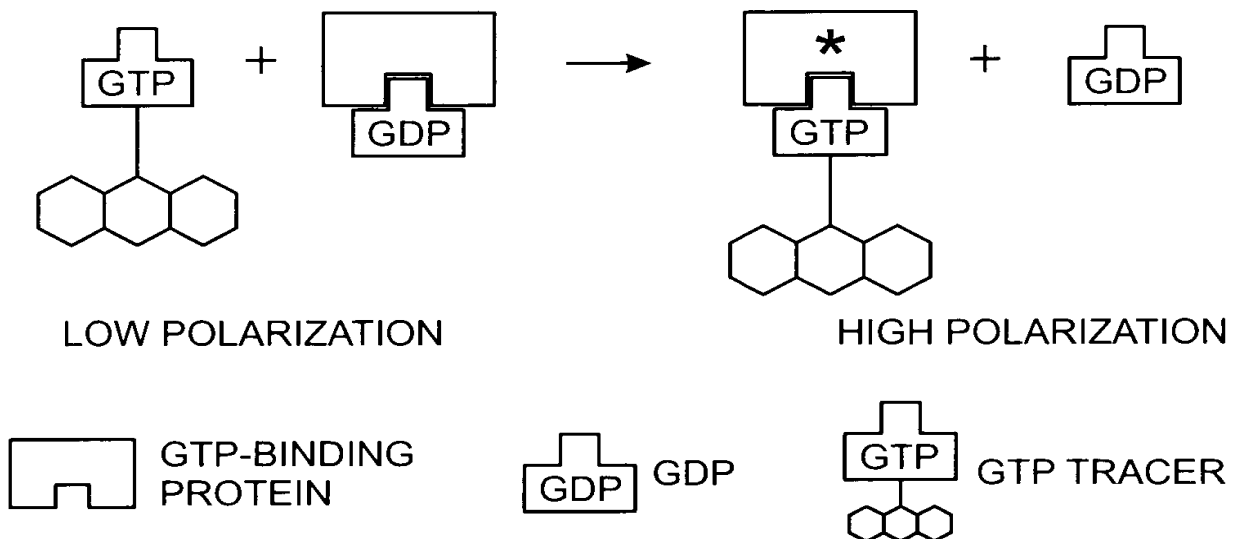 GTP + GDP → * GTP + GDP
LOW POLARIZATION HIGH POLARIZATION
GTP-BINDING
PROTEIN
GDP GDP
GTP GTP TRACER